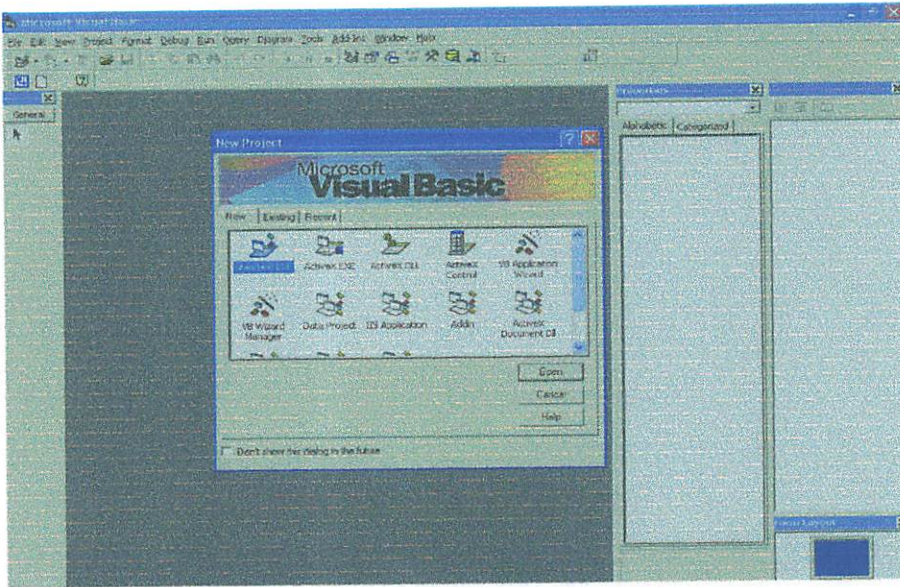 Microsoft Visual Basic
File Edit View Project Format Debug Run Query Diagram Tools Add-Ins Window Help
General
Properties
Alphabetic Categorized
New Project
Microsoft
Visual Basic
New Existing Recent
ActiveX EXE ActiveX DLL ActiveX Control VB Application Wizard
VB Wizard Manager Data Project IIS Application Addin ActiveX Document Dll
Open
Cancel
Help
Don't show this dialog in the future
Form Layout